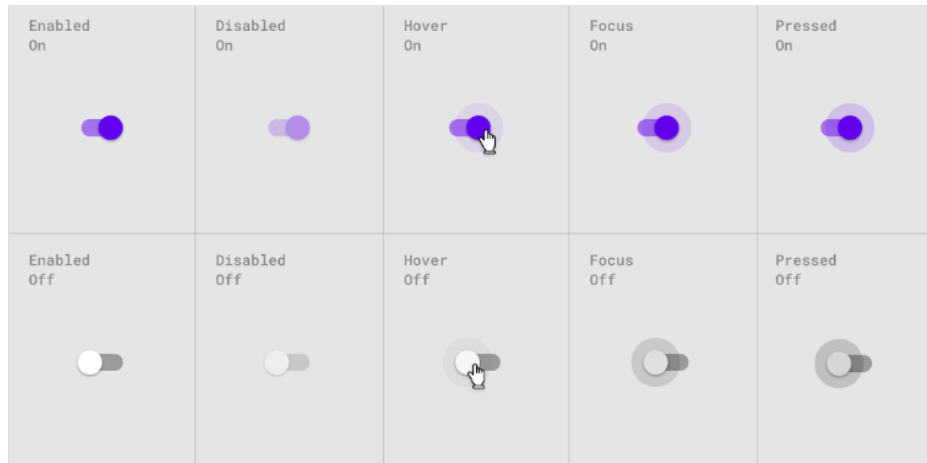 Enabled
On
Disabled
On
Hover
On
Focus
On
Pressed
On
Enabled
Off
Disabled
Off
Hover
Off
Focus
Off
Pressed
Off